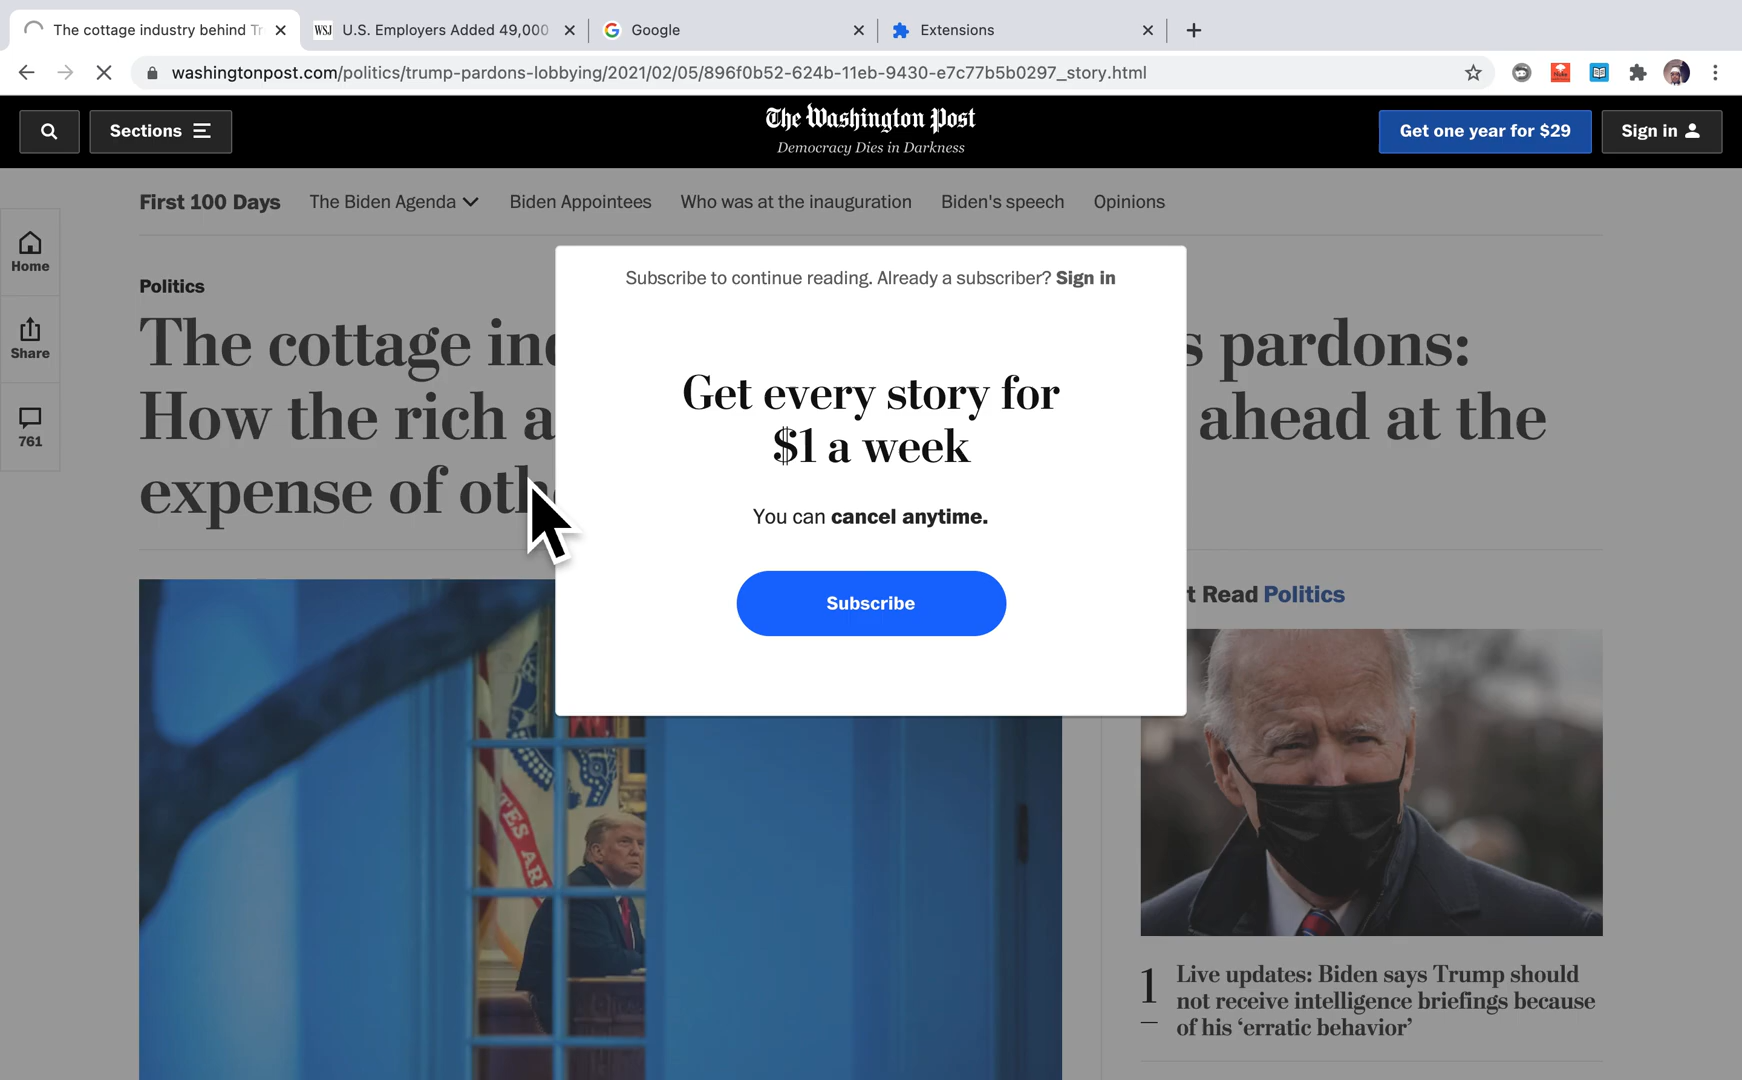 The cottage industry behind Tr
WSJ
U.S. Employers Added 49,000
Google
Extensions
washingtonpost.com/politics/trump-pardons-lobbying/2021/02/05/896f0b52-624b-11eb-9430-e7c77b5b0297_story.html
Sections
The Washington Post
Democracy Dies in Darkness
Get one year for $29
Sign in
First 100 Days
The Biden Agenda
Biden Appointees
Who was at the inauguration
Biden's speech
Opinions
Home
Share
761
Politics
The cottage ind s pardons:
How the rich a ahead at the
expense of oth
Subscribe to continue reading. Already a subscriber? Sign in
Get every story for
$1 a week
You can cancel anytime.
Subscribe
t Read Politics
TES AR
1
Live updates: Biden says Trump should
not receive intelligence briefings because
of his ‘erratic behavior’